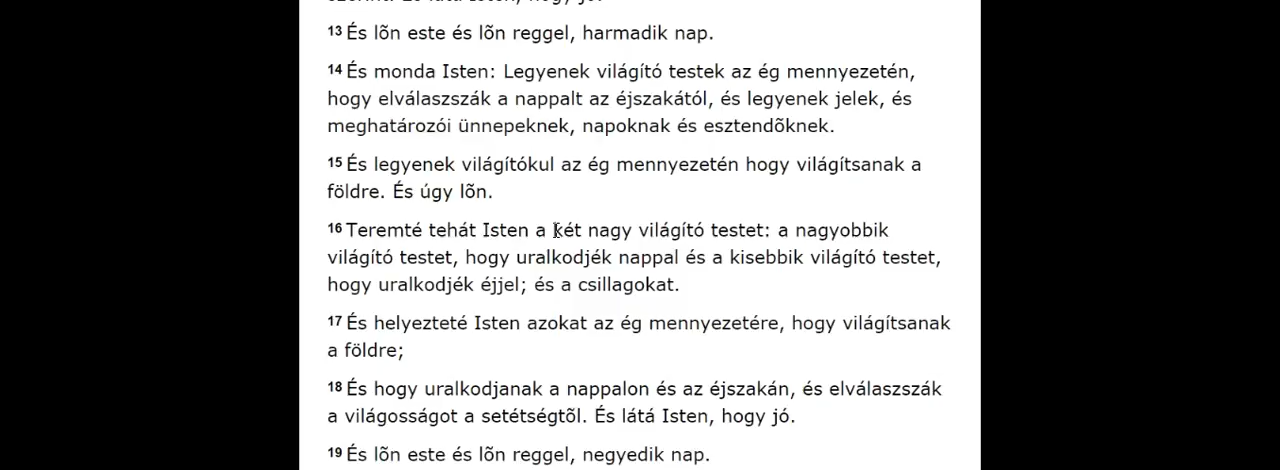 13 És lõn este és lõn reggel, harmadik nap.
14 És monda Isten: Legyenek világító testek az ég mennyezetén,
hogy elválaszszák a nappalt az éjszakától, és legyenek jelek, és
meghatározói ünnepeknek, napoknak és esztendõknek.
15 És legyenek világítókul az ég mennyezetén hogy világítsanak a
földre. És úgy lõn.
16 Teremté tehát Isten a két nagy világító testet: a nagyobbik
világító testet, hogy uralkodjék nappal és a kisebbik világító testet,
hogy uralkodjék éjjel; és a csillagokat.
17 És helyezteté Isten azokat az ég mennyezetére, hogy világítsanak
a földre;
18 És hogy uralkodjanak a nappalon és az éjszakán, és elválaszszák
a világosságot a setétségtõl. És látá Isten, hogy jó.
19 És lõn este és lõn reggel, negyedik nap.